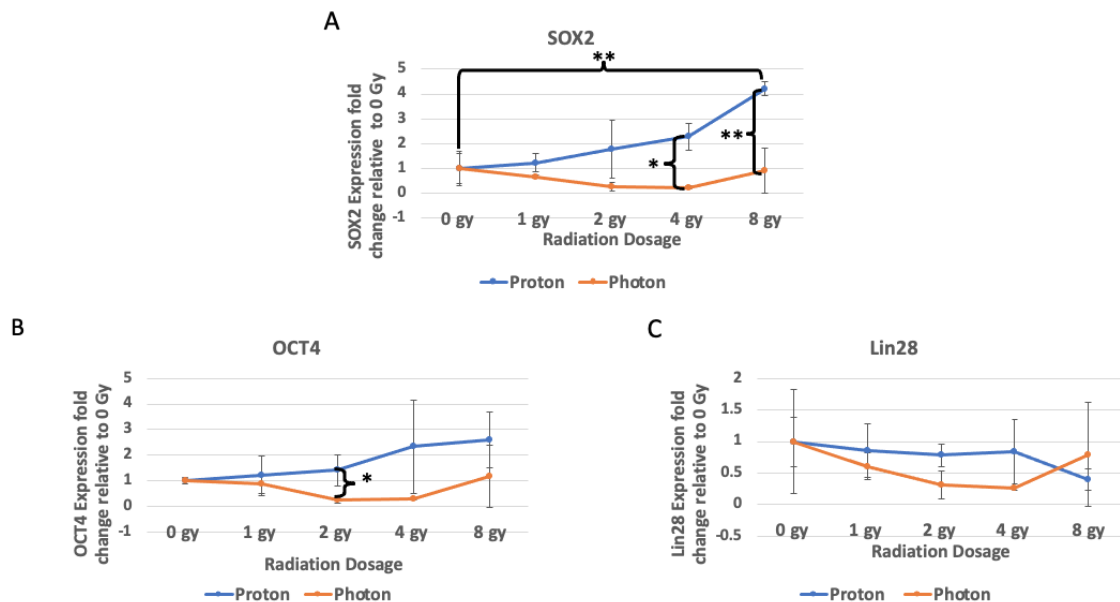 A
SOX2
**
SOX2 Expression fold
change relative to 0 Gy
5
4
3
2
1
0
-1
*
**
0 gy 1 gy 2 gy 4 gy 8 gy
Radiation Dosage
Proton Photon
B
OCT4
OCT4 Expression fold
change relative to 0 Gy
5
4
3
2
1
0
-1
*
0 gy 1 gy 2 gy 4 gy 8 gy
Radiation Dosage
Proton Photon
C
Lin28
Lin28 Expression fold
change relative to 0 Gy
2
1.5
1
0.5
0
-0.5
0 gy 1 gy 2 gy 4 gy 8 gy
Radiation Dosage
Proton Photon